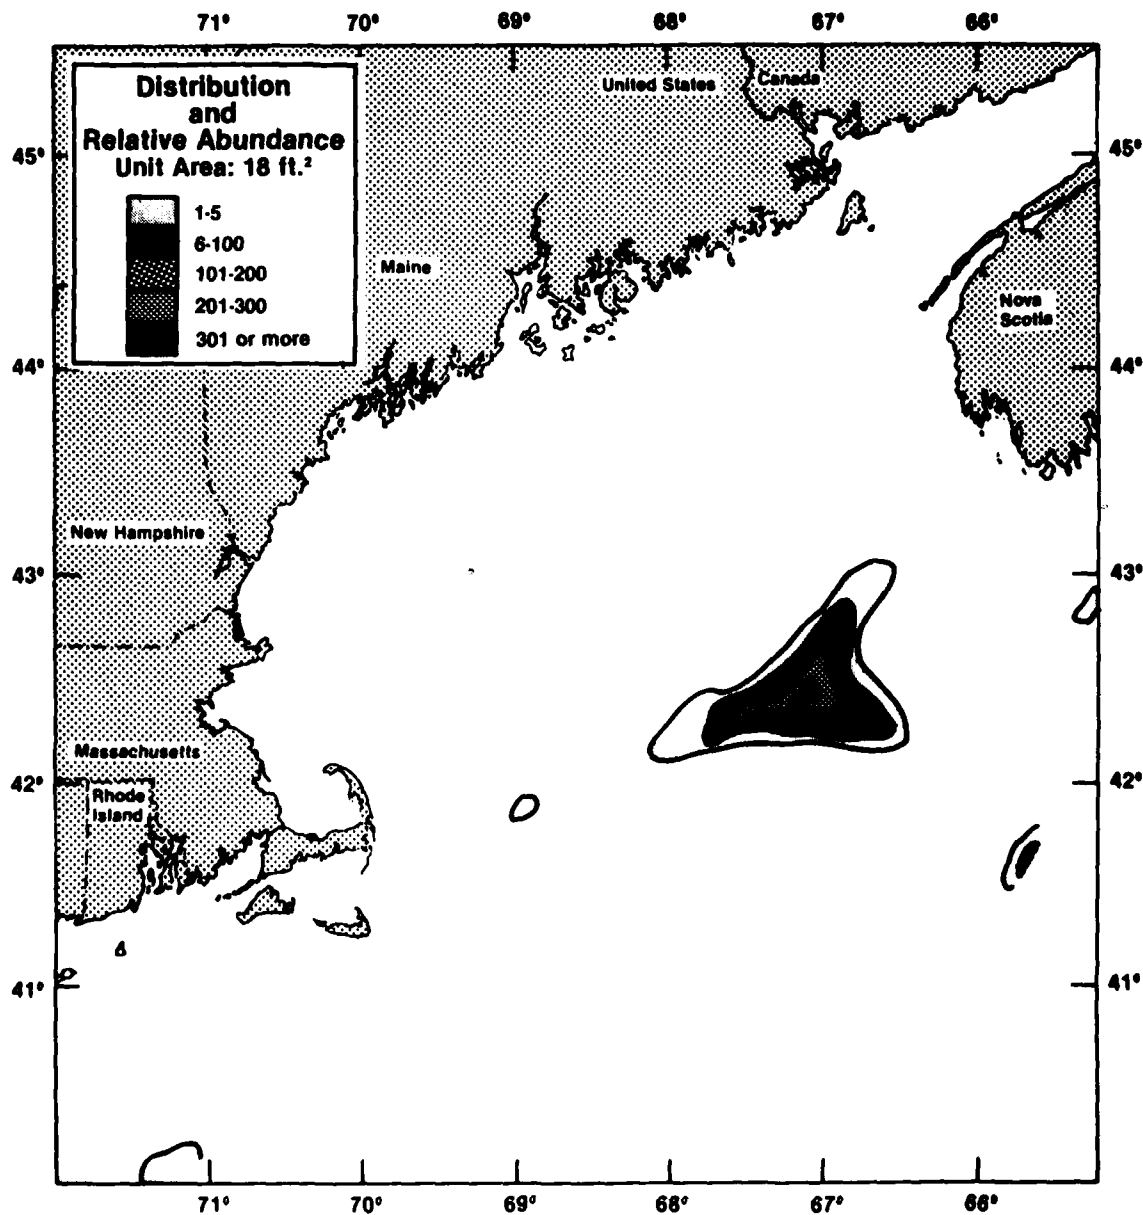 71° 70° 69° 68° 67° 66°
Distribution
and
Relative Abundance
Unit Area: 18 ft.²
1-5
6-100
101-200
201-300
301 or more
United States
Canada
45° 45°
Maine
Nova
Scotia
44° 44°
New Hampshire
43° 43°
Massachusetts
42° 42°
Rhode
Island
41° 41°
71° 70° 69° 68° 67° 66°